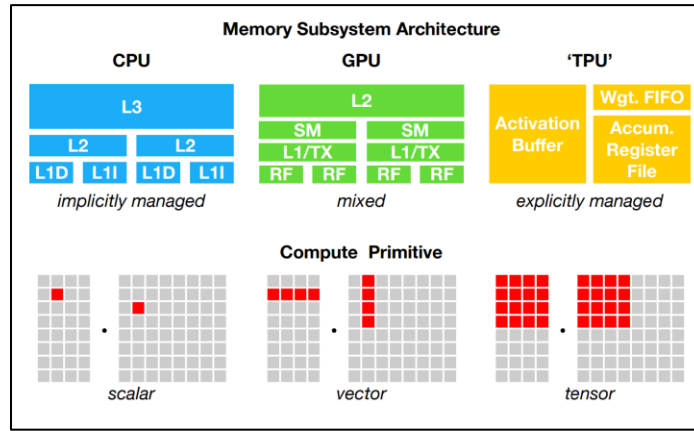 Memory Subsystem Architecture
CPU GPU 'TPU'
L3
L2 L2
L1D L1I L1D L1I
implicitly managed
L2
SM SM
L1/TX L1/TX
RF RF RF RF
mixed
Activation
Buffer
Wgt. FIFO
Accum.
Register
File
explicitly managed
Compute Primitive
scalar vector tensor